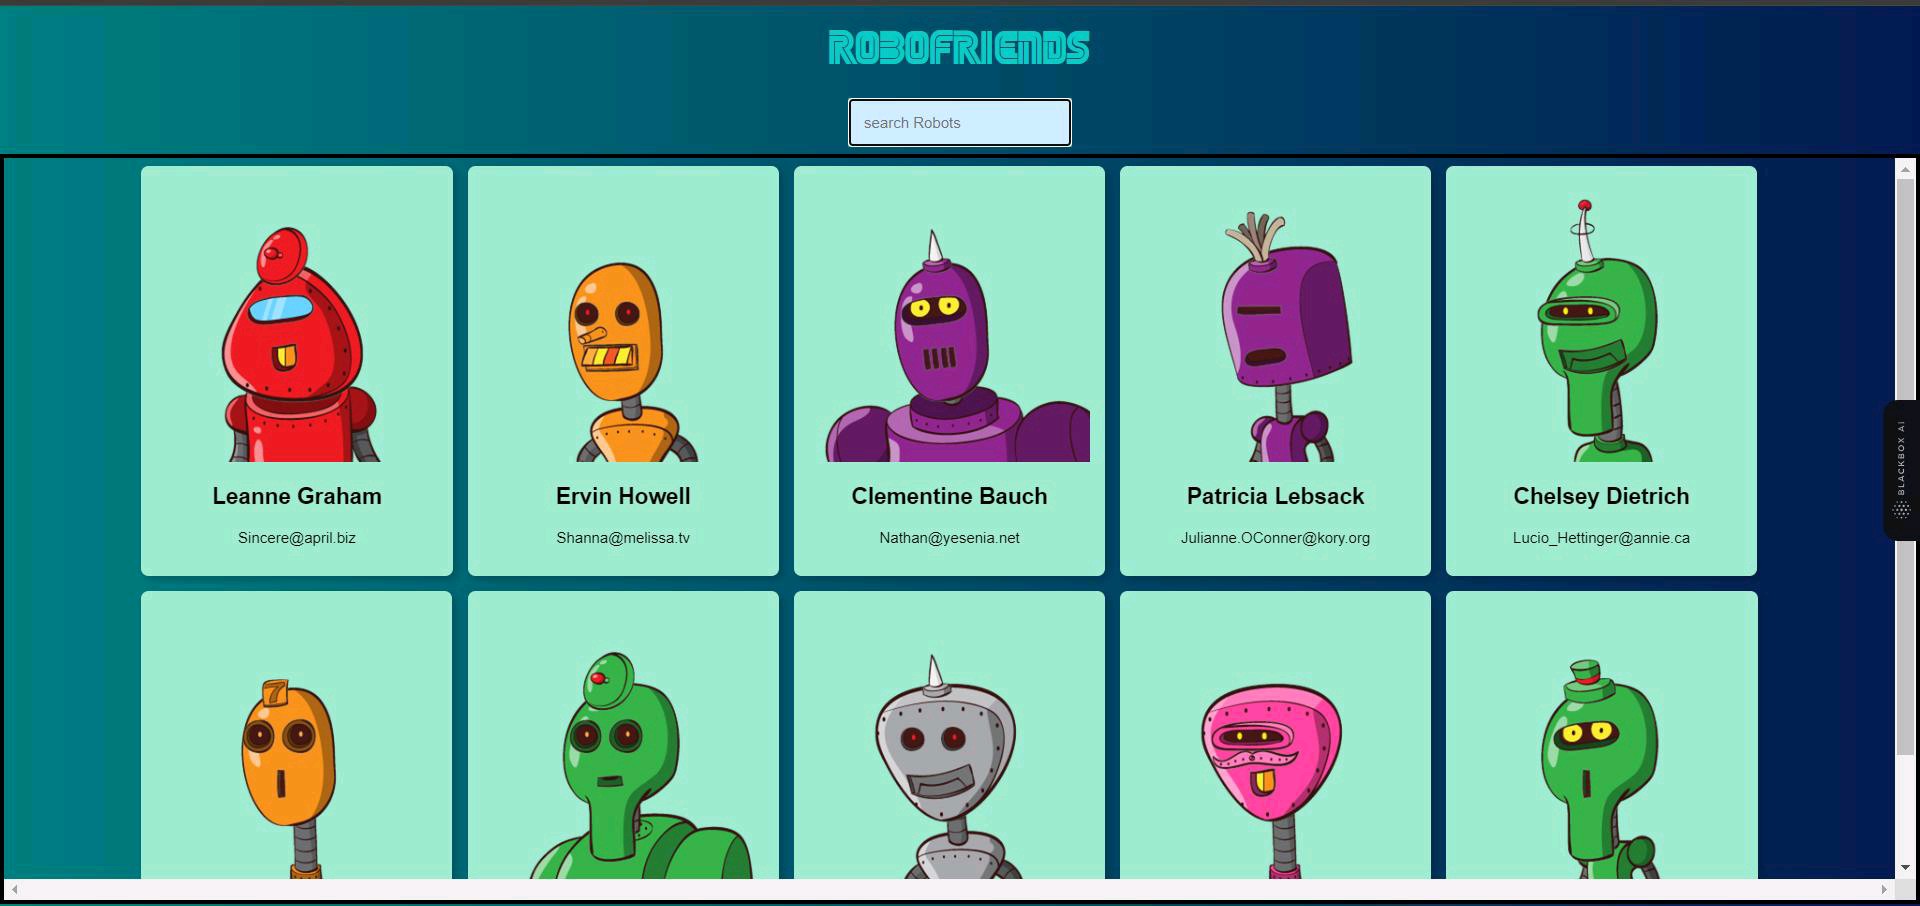 ROBOFRIENDS
search Robots
Leanne Graham
Sincere@april.biz
Ervin Howell
Shanna@melissa.tv
Clementine Bauch
Nathan@yesenia.net
Patricia Lebsack
Julianne.OConner@kory.org
Chelsey Dietrich
Lucio_Hettinger@annie.ca
BLACKBOX AI
7